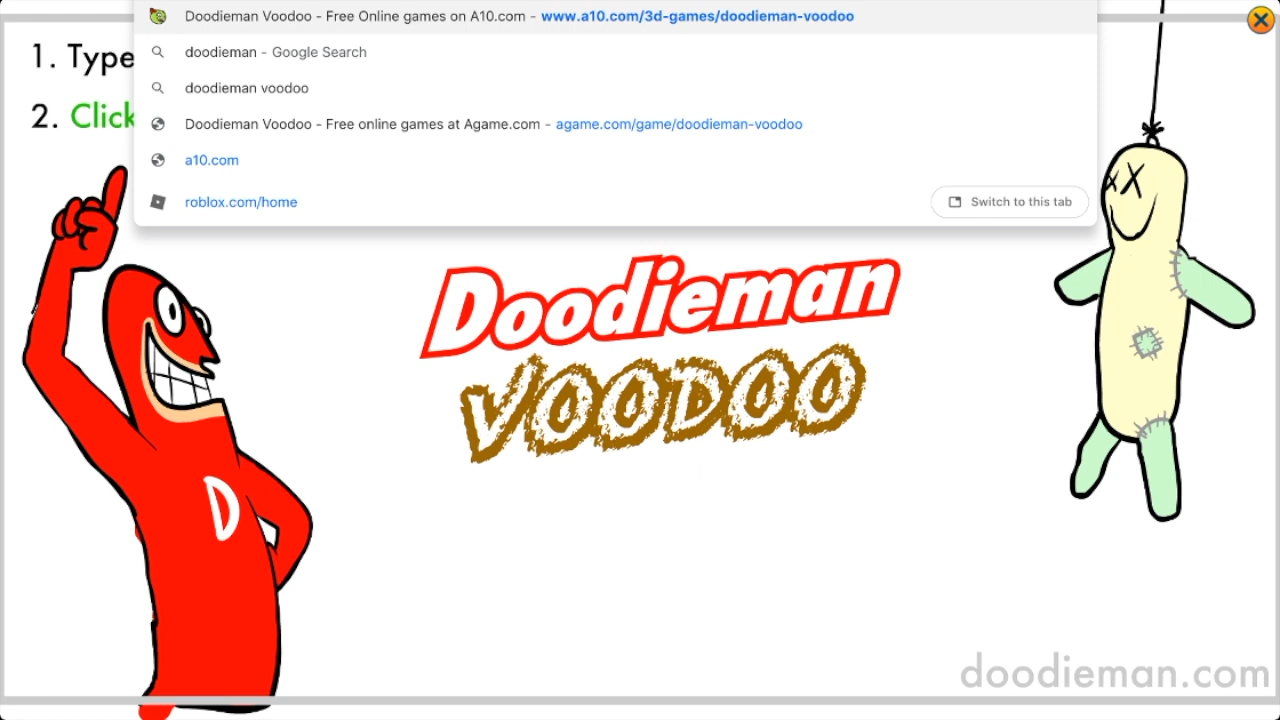 Doodieman Voodoo - Free Online games on A10.com - www.a10.com/3d-games/doodieman-voodoo
1. Type
doodieman - Google Search
doodieman voodoo
2. Click
Doodieman Voodoo - Free online games at Agame.com - agame.com/game/doodieman-voodoo
a10.com
roblox.com/home
Switch to this tab
Doodieman
VOODOO
D
doodieman.com